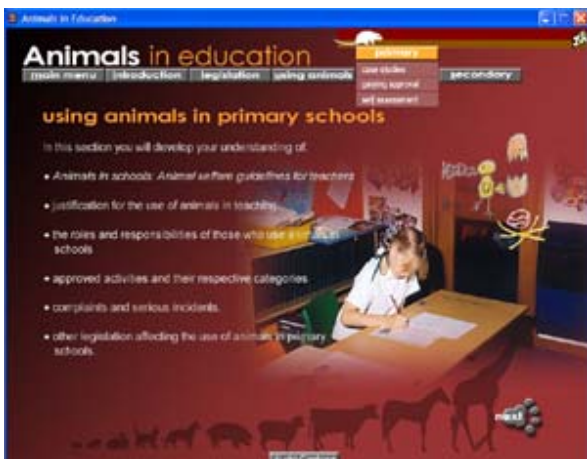 Animals in Education
Animals in education
primary
main menu introduction legislation using animals secondary
case studies
gaining approval
self assessment
using animals in primary schools
In this section you will develop your understanding of:
• Animals in schools: Animal welfare guidelines for teachers
• justification for the use of animals in teaching.
• the roles and responsibilities of those who use animals in
schools
• approved activities and their respective categories
• complaints and serious incidents.
• other legislation affecting the use of animals in primary
schools.
next